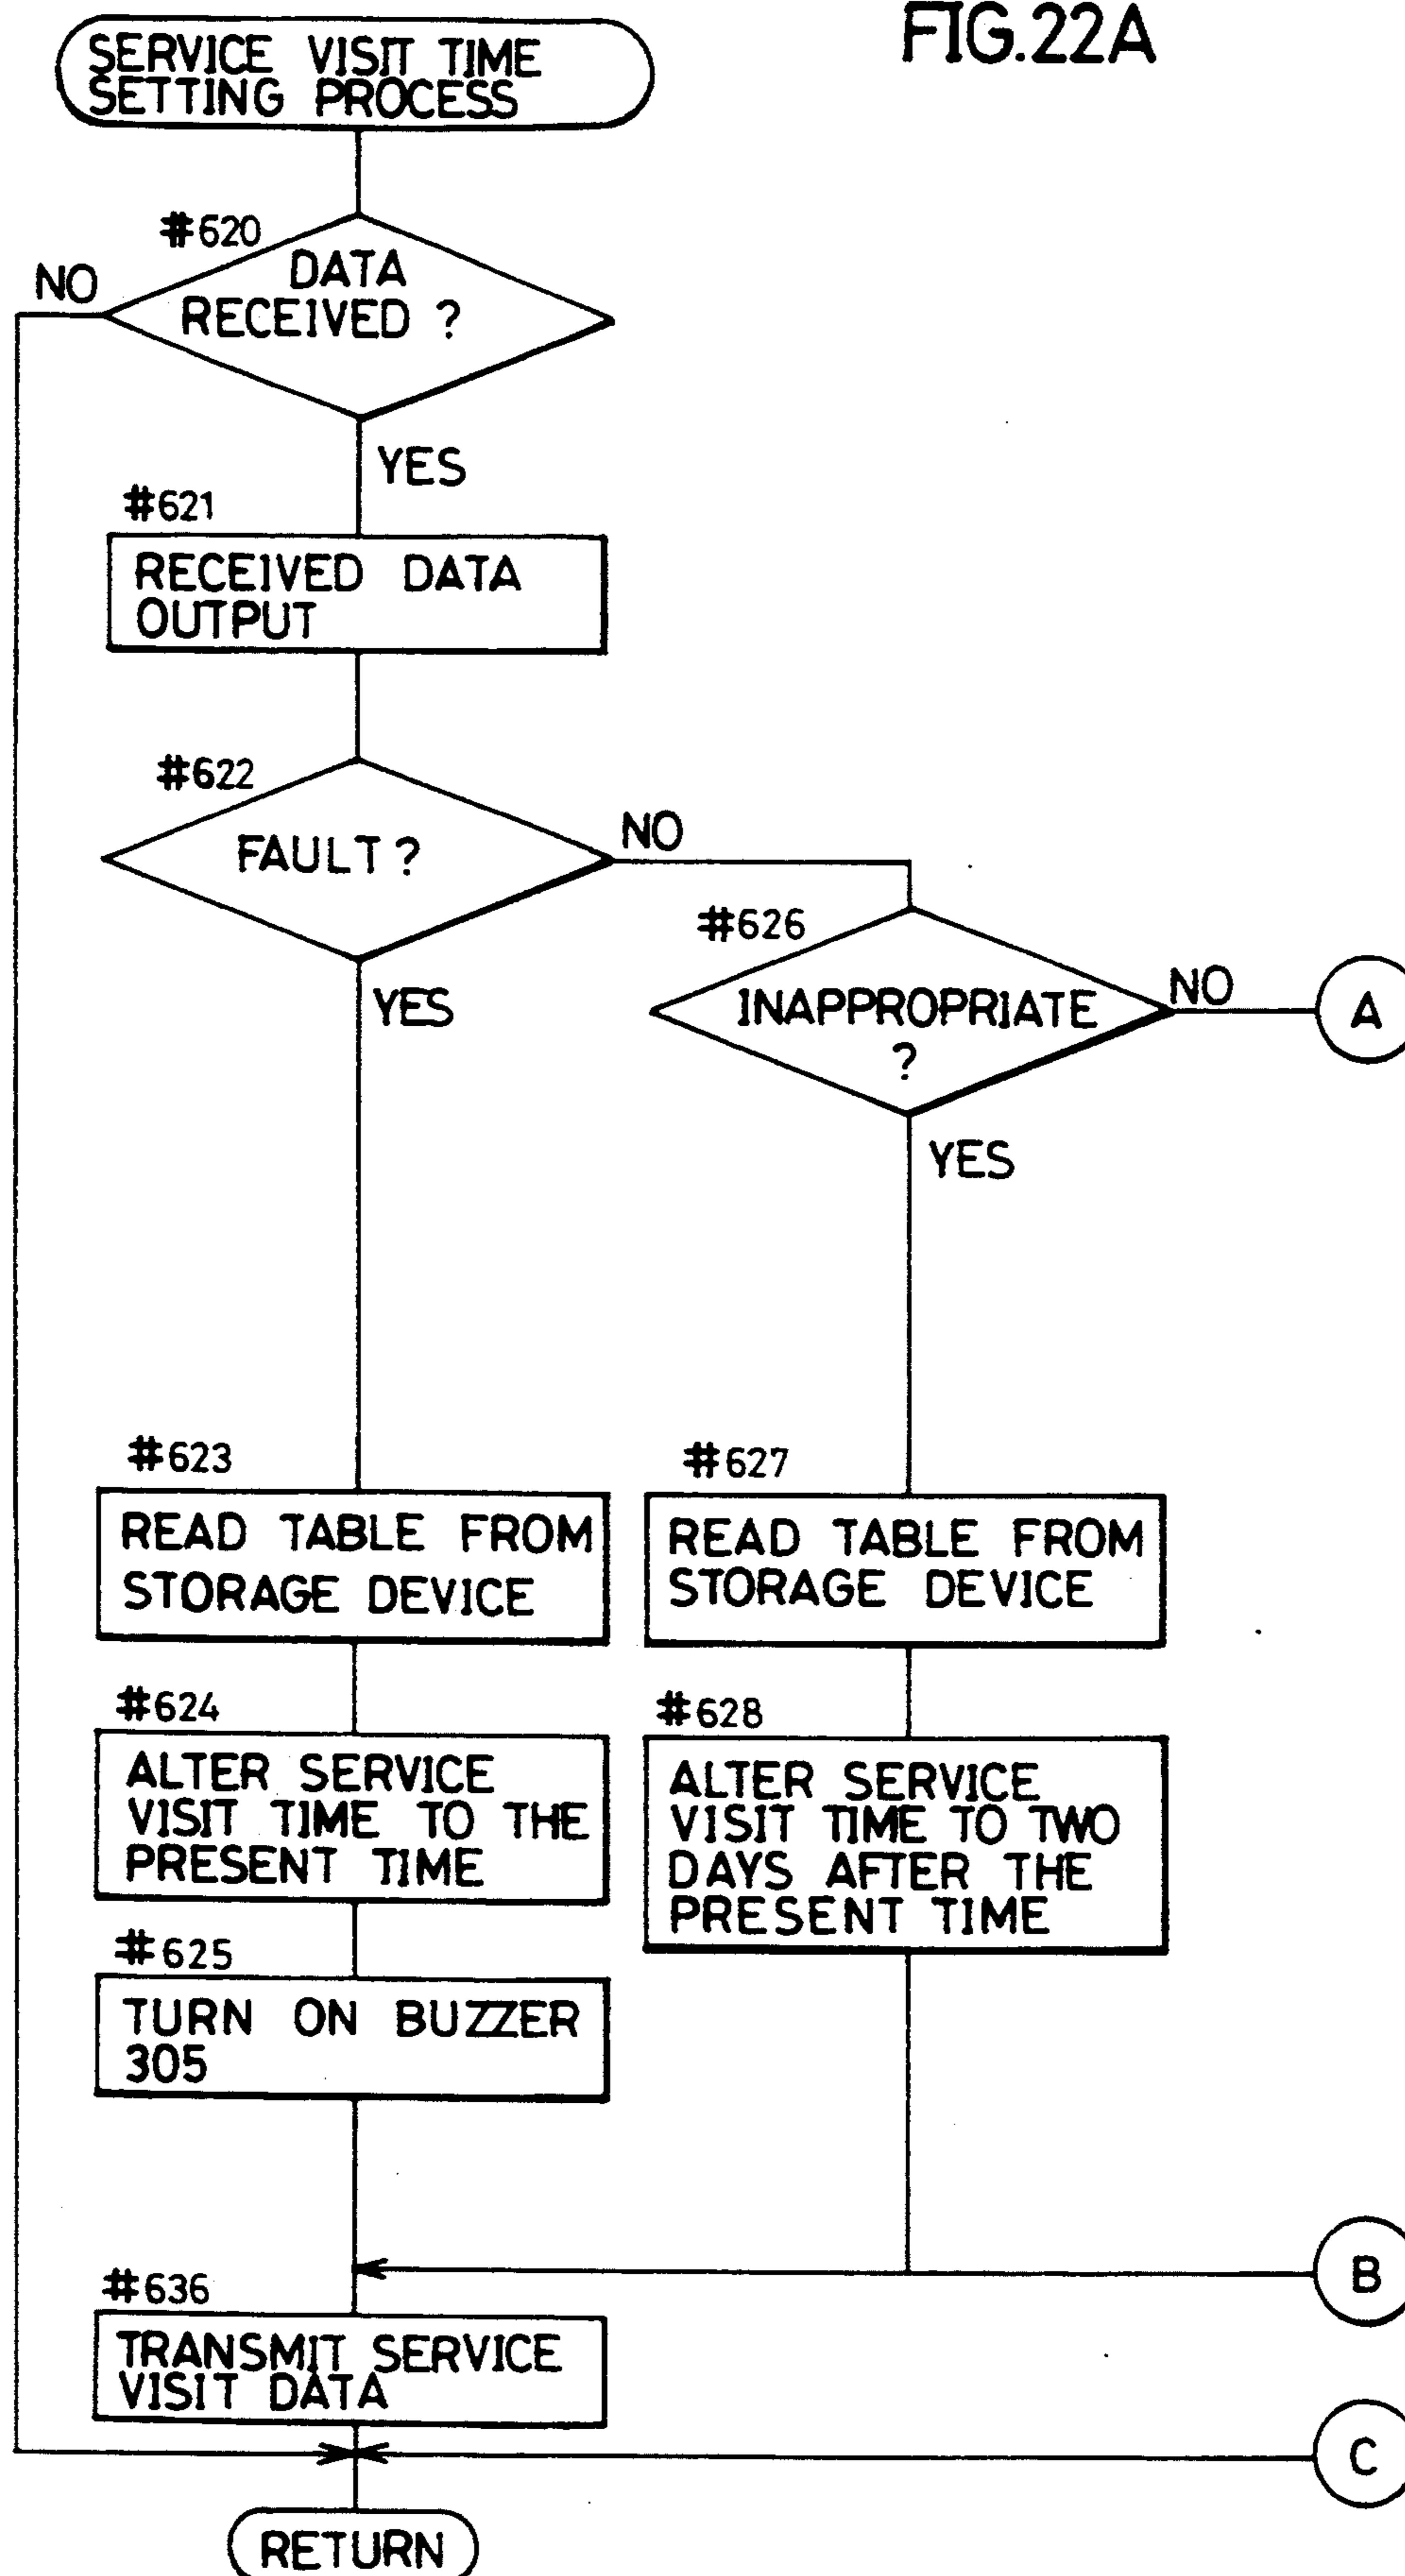 FIG.22A
SERVICE VISIT TIME
SETTING PROCESS
#620
NO
DATA
RECEIVED ?
YES
#621
RECEIVED DATA
OUTPUT
#622
FAULT ?
NO
YES
#626
INAPPROPRIATE
?
NO
A
YES
#623
READ TABLE FROM
STORAGE DEVICE
#627
READ TABLE FROM
STORAGE DEVICE
#624
ALTER SERVICE
VISIT TIME TO THE
PRESENT TIME
#628
ALTER SERVICE
VISIT TIME TO TWO
DAYS AFTER THE
PRESENT TIME
#625
TURN ON BUZZER
305
B
#636
TRANSMIT SERVICE
VISIT DATA
C
RETURN